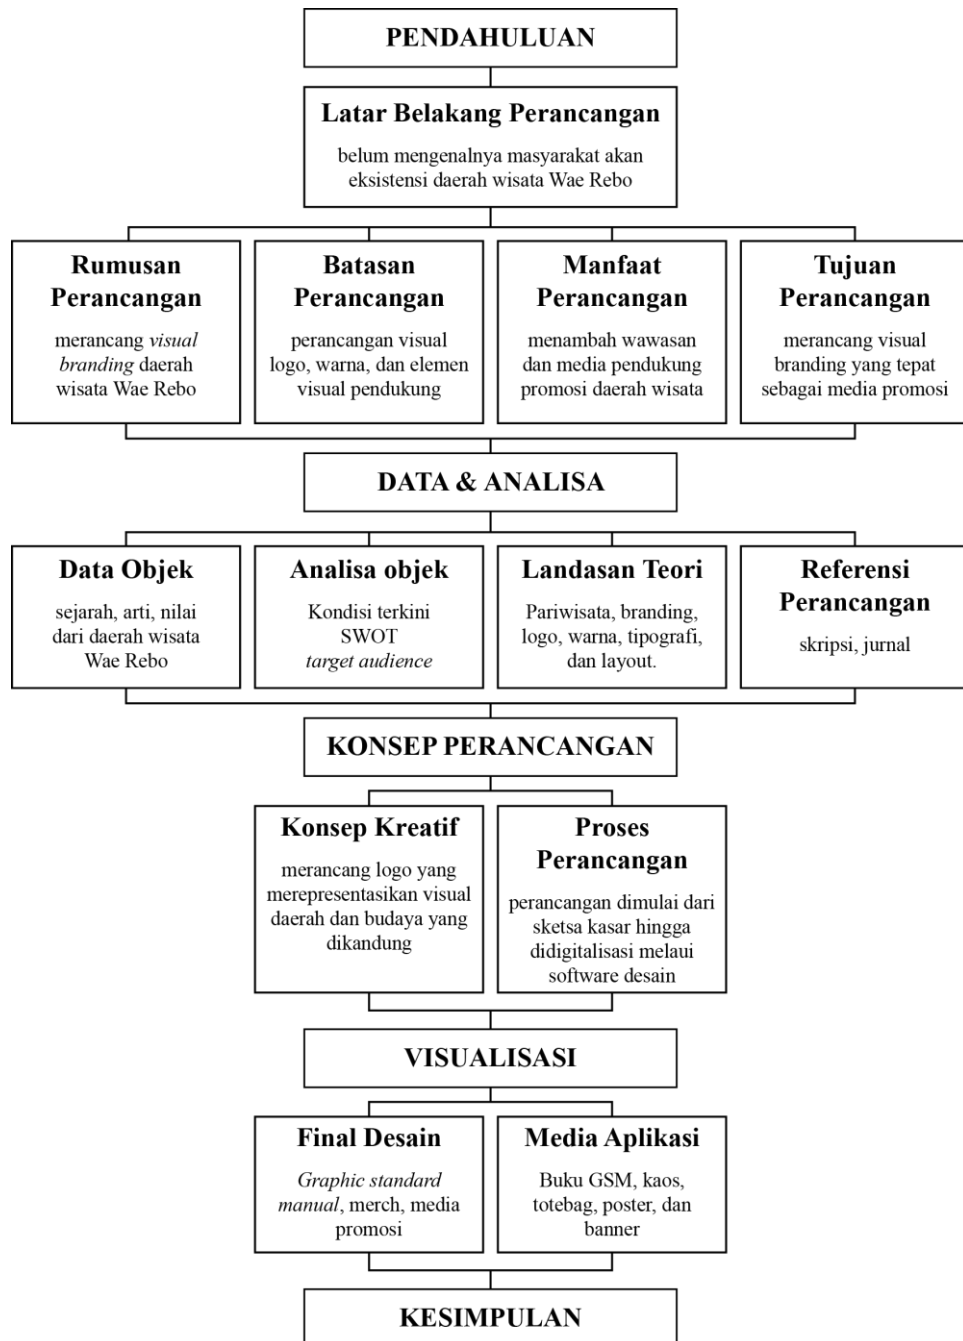 PENDAHULUAN
Latar Belakang Perancangan
belum mengenalnya masyarakat akan
eksistensi daerah wisata Wae Rebo
Rumusan
Perancangan
merancang visual
branding daerah
wisata Wae Rebo
Batasan
Perancangan
perancangan visual
logo, warna, dan elemen
visual pendukung
Manfaat
Perancangan
menambah wawasan
dan media pendukung
promosi daerah wisata
Tujuan
Perancangan
merancang visual
branding yang tepat
sebagai media promosi
DATA & ANALISA
Data Objek
sejarah, arti, nilai
dari daerah wisata
Wae Rebo
Analisa objek
Kondisi terkini
SWOT
target audience
Landasan Teori
Pariwisata, branding,
logo, warna, tipografi,
dan layout.
Referensi
Perancangan
skripsi, jurnal
KONSEP PERANCANGAN
Konsep Kreatif
merancang logo yang
merepresentasikan visual
daerah dan budaya yang
dikandung
Proses
Perancangan
perancangan dimulai dari
sketsa kasar hingga
didigitalisasi melaui
software desain
VISUALISASI
Final Desain
Graphic standard
manual, merch, media
promosi
Media Aplikasi
Buku GSM, kaos,
totebag, poster, dan
banner
KESIMPULAN